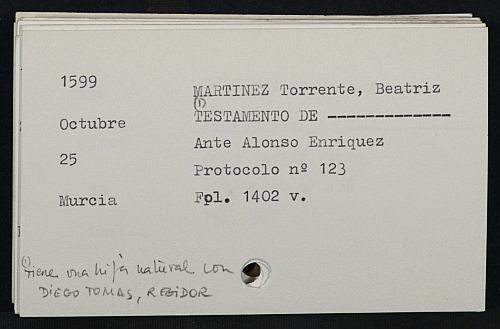 1599
MARTINEZ Torrente, Beatriz
(1)
TESTAMENTO DE -------------
Octubre
Ante Alonso Enriquez
25
Protocolo nº 123
Murcia
Fol. 1402 v.
(1) Tiene una hija natural con
DIEGO TOMAS, REGIDOR